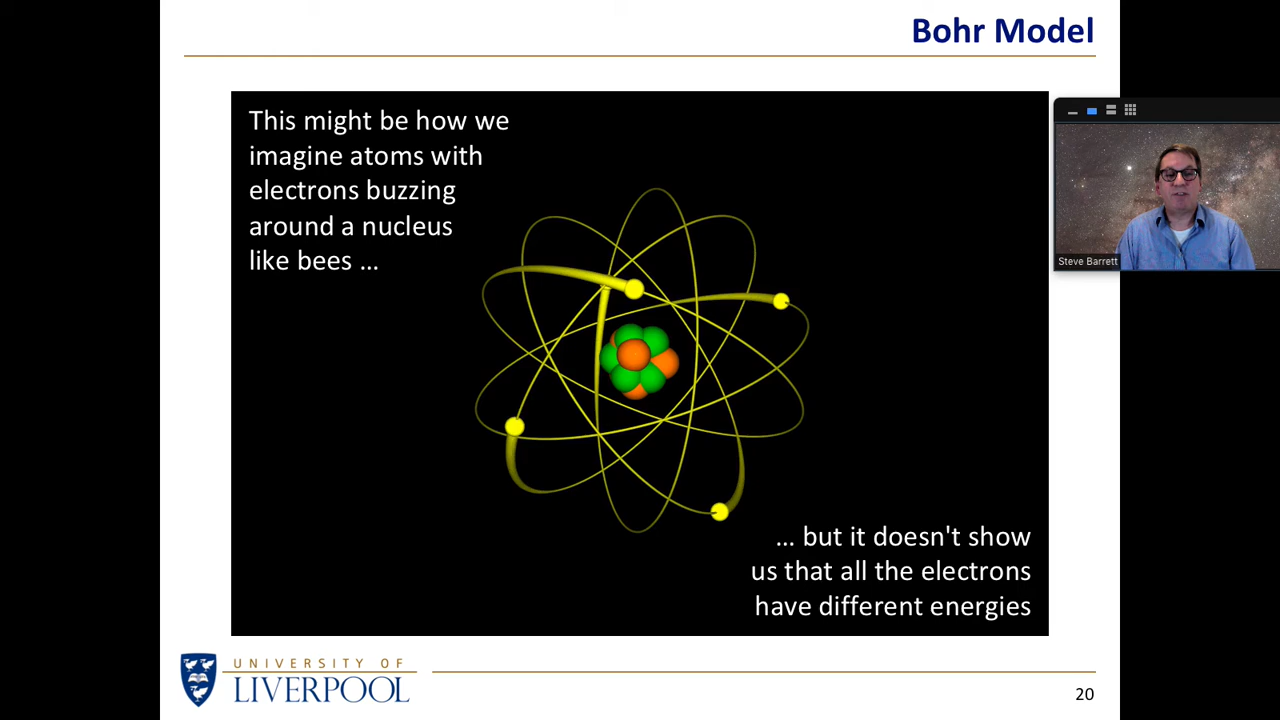 Bohr Model
This might be how we
imagine atoms with
electrons buzzing
around a nucleus
like bees ...
... but it doesn't show
us that all the electrons
have different energies
Steve Barrett
UNIVERSITY OF
LIVERPOOL
20